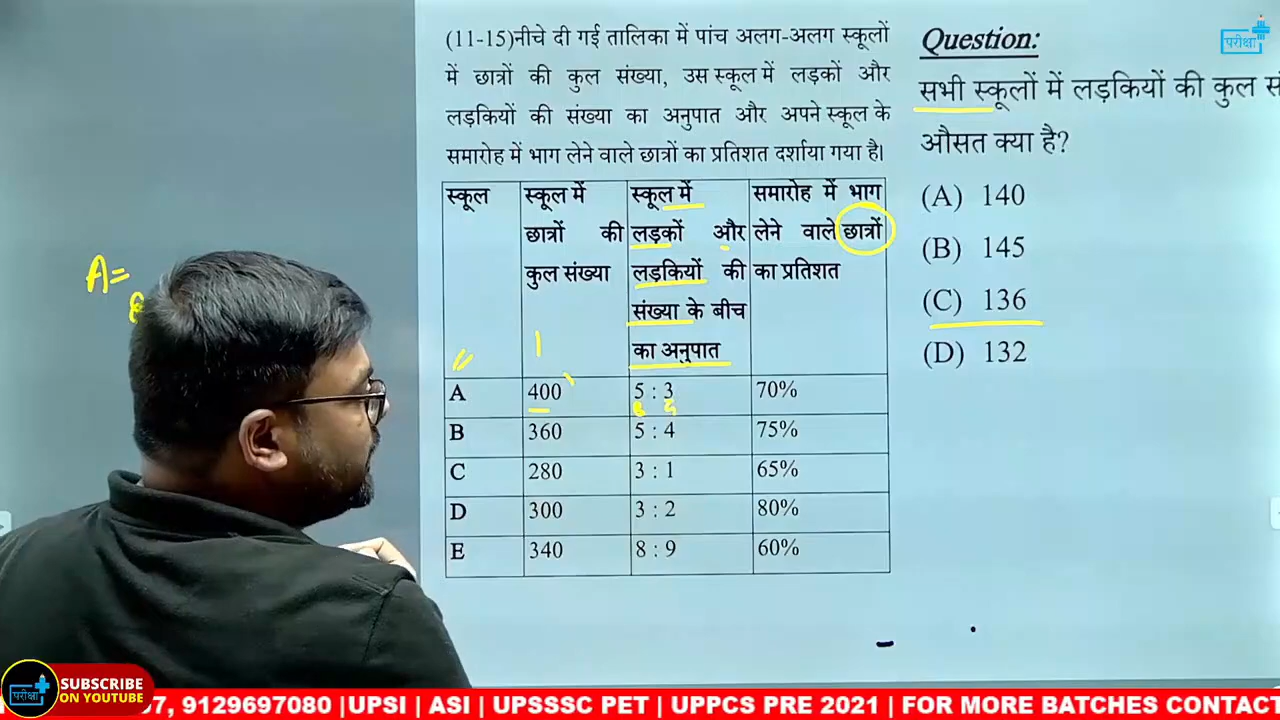 (11-15)नीचे दी गई तालिका में पांच अलग-अलग स्कूलों
में छात्रों की कुल संख्या, उस स्कूल में लड़कों और
लड़कियों की संख्या का अनुपात और अपने स्कूल के
समारोह में भाग लेने वाले छात्रों का प्रतिशत दर्शाया गया है।
स्कूल
स्कूल में
छात्रों की
कुल संख्या
स्कूल में
लड़कों और
लड़कियों की
संख्या के बीच
का अनुपात
समारोह में भाग
लेने वाले छात्रों
का प्रतिशत
A 400 5 : 3 70%
B 360 5 : 4 75%
C 280 3 : 1 65%
D 300 3 : 2 80%
E 340 8 : 9 60%
Question:
सभी स्कूलों में लड़कियों की कुल
औसत क्या है?
(A) 140
(B) 145
(C) 136
(D) 132
परीक्षा
A=
परीक्षा
SUBSCRIBE
ON YOUTUBE
7, 9129697080 |UPSI | ASI | UPSSSC PET | UPPCS PRE 2021 | FOR MORE BATCHES CONTACT